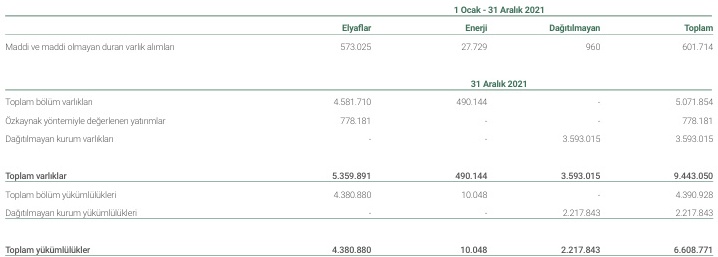 1 Ocak - 31 Aralık 2021
Elyaflar Enerji Dağıtılmayan Toplam
Maddi ve maddi olmayan duran varlık alımları 573.025 27.729 960 601.714
31 Aralık 2021
Toplam bölüm varlıkları 4.581.710 490.144 - 5.071.854
Özkaynak yöntemiyle değerlenen yatırımlar 778.181 - - 778.181
Dağıtılmayan kurum varlıkları - - 3.593.015 3.593.015
Toplam varlıklar 5.359.891 490.144 3.593.015 9.443.050
Toplam bölüm yükümlülükleri 4.380.880 10.048 - 4.390.928
Dağıtılmayan kurum yükümlülükleri - - 2.217.843 2.217.843
Toplam yükümlülükler 4.380.880 10.048 2.217.843 6.608.771